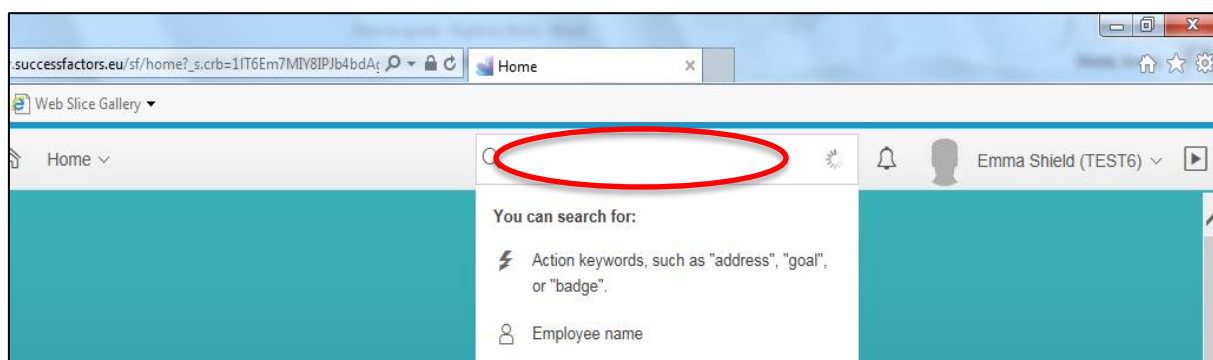 .successfactors.eu/sf/home?_s.crb=1IT6Em7MIY8IPJb4bdA
Home
Web Slice Gallery
Home
Emma Shield (TEST6)
You can search for:
Action keywords, such as "address", "goal",
or "badge".
Employee name